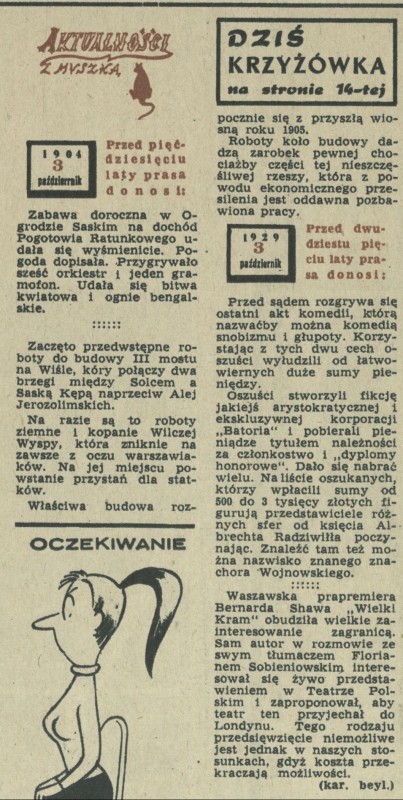 AKTUALNOŚCI
Z MYSZKĄ
1904
3
październik
Przed pięć-
dziesięciu
laty prasa
donosi:
Zabawa doroczna w O-
grodzie Saskim na dochód
Pogotowia Ratunkowego u-
dała się wyśmienicie. Po-
goda dopisała. Przygrywało
sześć orkiestr i jeden gra-
mofon. Udała się bitwa
kwiatowa i ognie bengal-
skie.
::::::
Zaczęto przedwstępne ro-
boty do budowy III mostu
na Wiśle, kóry połączy dwa
brzegi między Solcem a
Saską Kępą naprzeciw Alej
Jerozolimskich.
Na razie są to roboty
ziemne i kopanie Wilczej
Wyspy, która zniknie na
zawsze z oczu warszawia-
ków. Na jej miejscu po-
wstanie przystań dla stat-
ków.
Właściwa budowa roz-
OCZEKIWANIE
DZIŚ
KRZYŻÓWKA
na stronie 14-tej
pocznie się z przyszłą wio-
sną roku 1905.
Roboty koło budowy da-
dzą zarobek pewnej cho-
ciażby części tej nieszczę-
śliwej rzeszy, która z po-
wodu ekonomicznego prze-
silenia jest oddawna pozba-
wiona pracy.
1929
3
październik
Przed dwu-
dziestu pię-
ciu laty pra-
sa donosi:
Przed sądem rozgrywa się
ostatni akt komedii, którą
nazwaćby można komedią
snobizmu i głupoty. Korzy-
stając z tych dwu cech o-
szuści wyłudzili od łatwo-
wiernych duże sumy pie-
niędzy.
Oszuści stworzyli fikcję
jakiejś arystokratycznej i
ekskluzywnej korporacji
„Batoria" i pobierali pie-
niądze tytułem należności
za członkostwo i „dyplomy
honorowe". Dało się nabrać
wielu. Na liście oszukanych,
którzy wpłacili sumy od
500 do 3 tysięcy złotych fi-
gurują przedstawiciele róż-
nych sfer od księcia Al-
brechta Radziwiłła poczy-
nając. Znaleźć tam też mo-
żna nazwisko znanego zna-
chora Wojnowskiego.
::::::
Waszawska prapremiera
Bernarda Shawa „Wielki
Kram" obudziła wielkie za-
interesowanie zagranicą.
Sam autor w rozmowie ze
swym tłumaczem Floria-
nem Sobieniowskim intere-
sował się żywo przedsta-
wieniem w Teatrze Pol-
skim i zaproponował, aby
teatr ten przyjechał do
Londynu. Tego rodzaju
przedsięwzięcie niemożliwe
jest jednak w naszych sto-
sunkach, gdyż koszta prze-
kraczają możliwości.
(kar. beyl.)